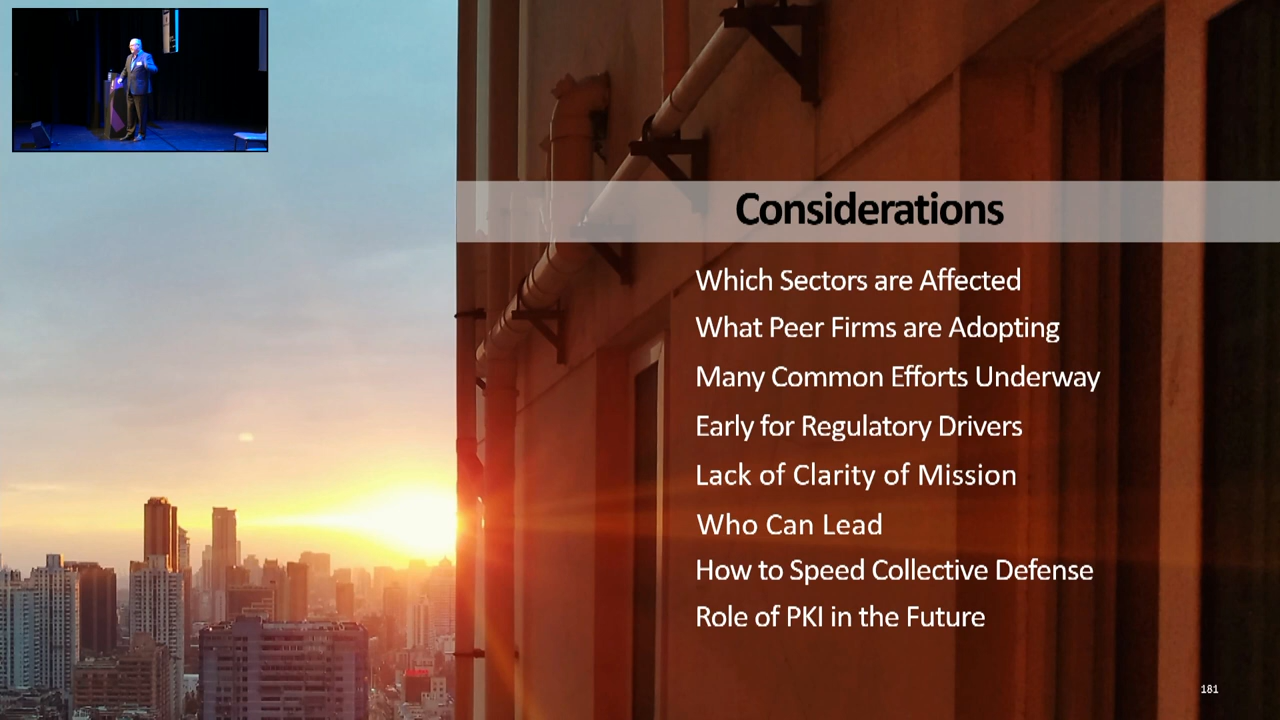 Considerations
Which Sectors are Affected
What Peer Firms are Adopting
Many Common Efforts Underway
Early for Regulatory Drivers
Lack of Clarity of Mission
Who Can Lead
How to Speed Collective Defense
Role of PKI in the Future
181